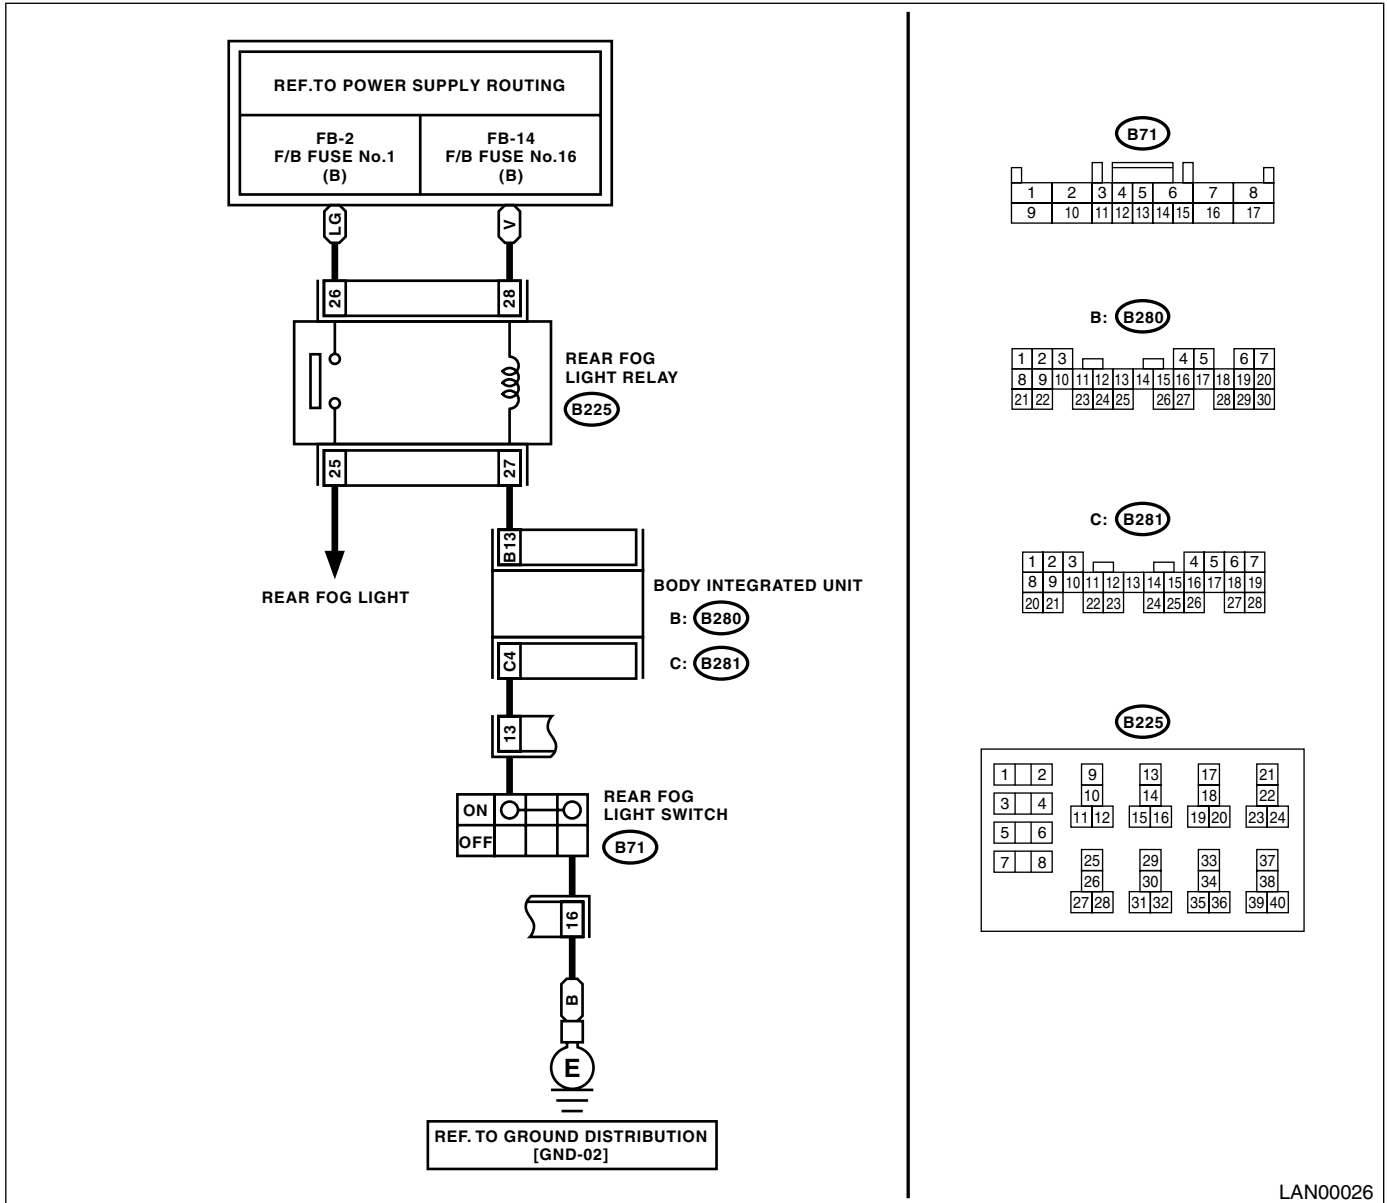 REF.TO POWER SUPPLY ROUTING
FB-2
F/B FUSE No.1
(B)
FB-14
F/B FUSE No.16
(B)
LG
V
26
28
REAR FOG
LIGHT RELAY
B225
25
27
REAR FOG LIGHT
B13
BODY INTEGRATED UNIT
B: B280
C: B281
C4
13
ON
OFF
REAR FOG
LIGHT SWITCH
B71
16
B
E
REF. TO GROUND DISTRIBUTION
[GND-02]
B71
1 2 3 4 5 6 7 8
9 10 11 12 13 14 15 16 17
B: B280
1 2 3 4 5 6 7
8 9 10 11 12 13 14 15 16 17 18 19 20
21 22 23 24 25 26 27 28 29 30
C: B281
1 2 3 4 5 6 7
8 9 10 11 12 13 14 15 16 17 18 19
20 21 22 23 24 25 26 27 28
B225
1 2 9 13 17 21
3 4 10 14 18 22
11 12 15 16 19 20 23 24
5 6
7 8 25 29 33 37
26 30 34 38
27 28 31 32 35 36 39 40
LAN00026